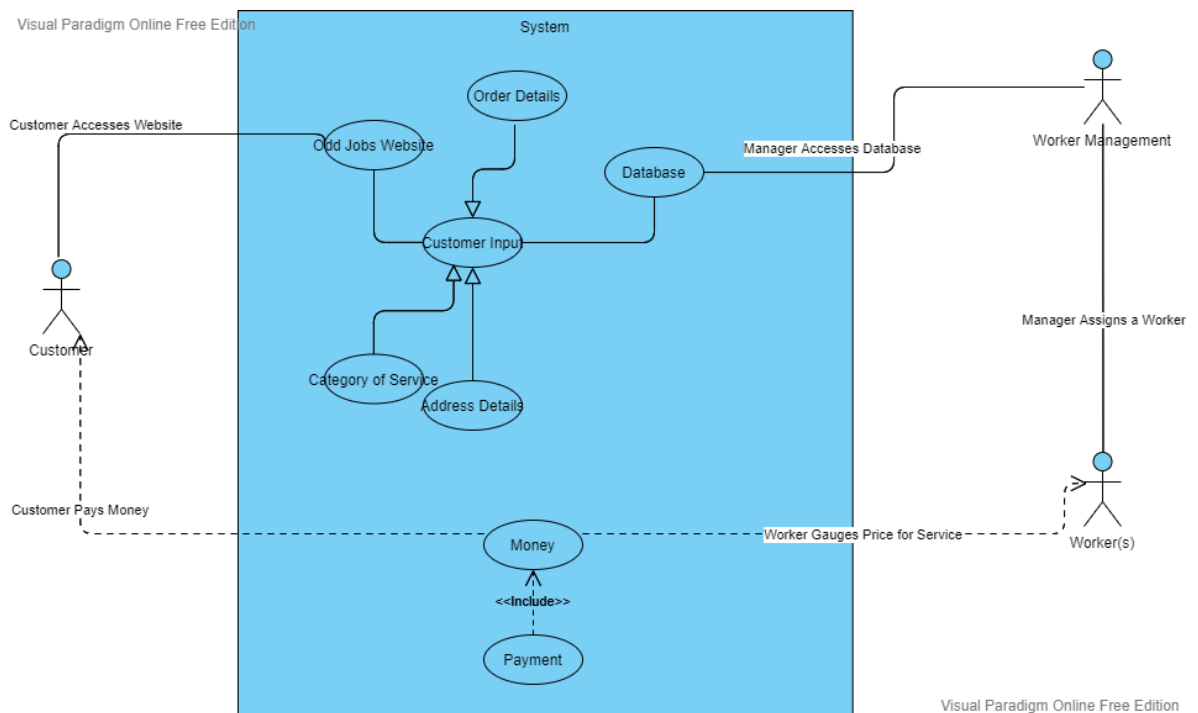 Visual Paradigm Online Free Edition
System
Order Details
Customer Accesses Website
Odd Jobs Website
Worker Management
Manager Accesses Database
Database
Customer Input
Manager Assigns a Worker
Customer
Category of Service
Address Details
Customer Pays Money
Money
Worker Gauges Price for Service
Worker(s)
<<Include>>
Payment
Visual Paradigm Online Free Edition